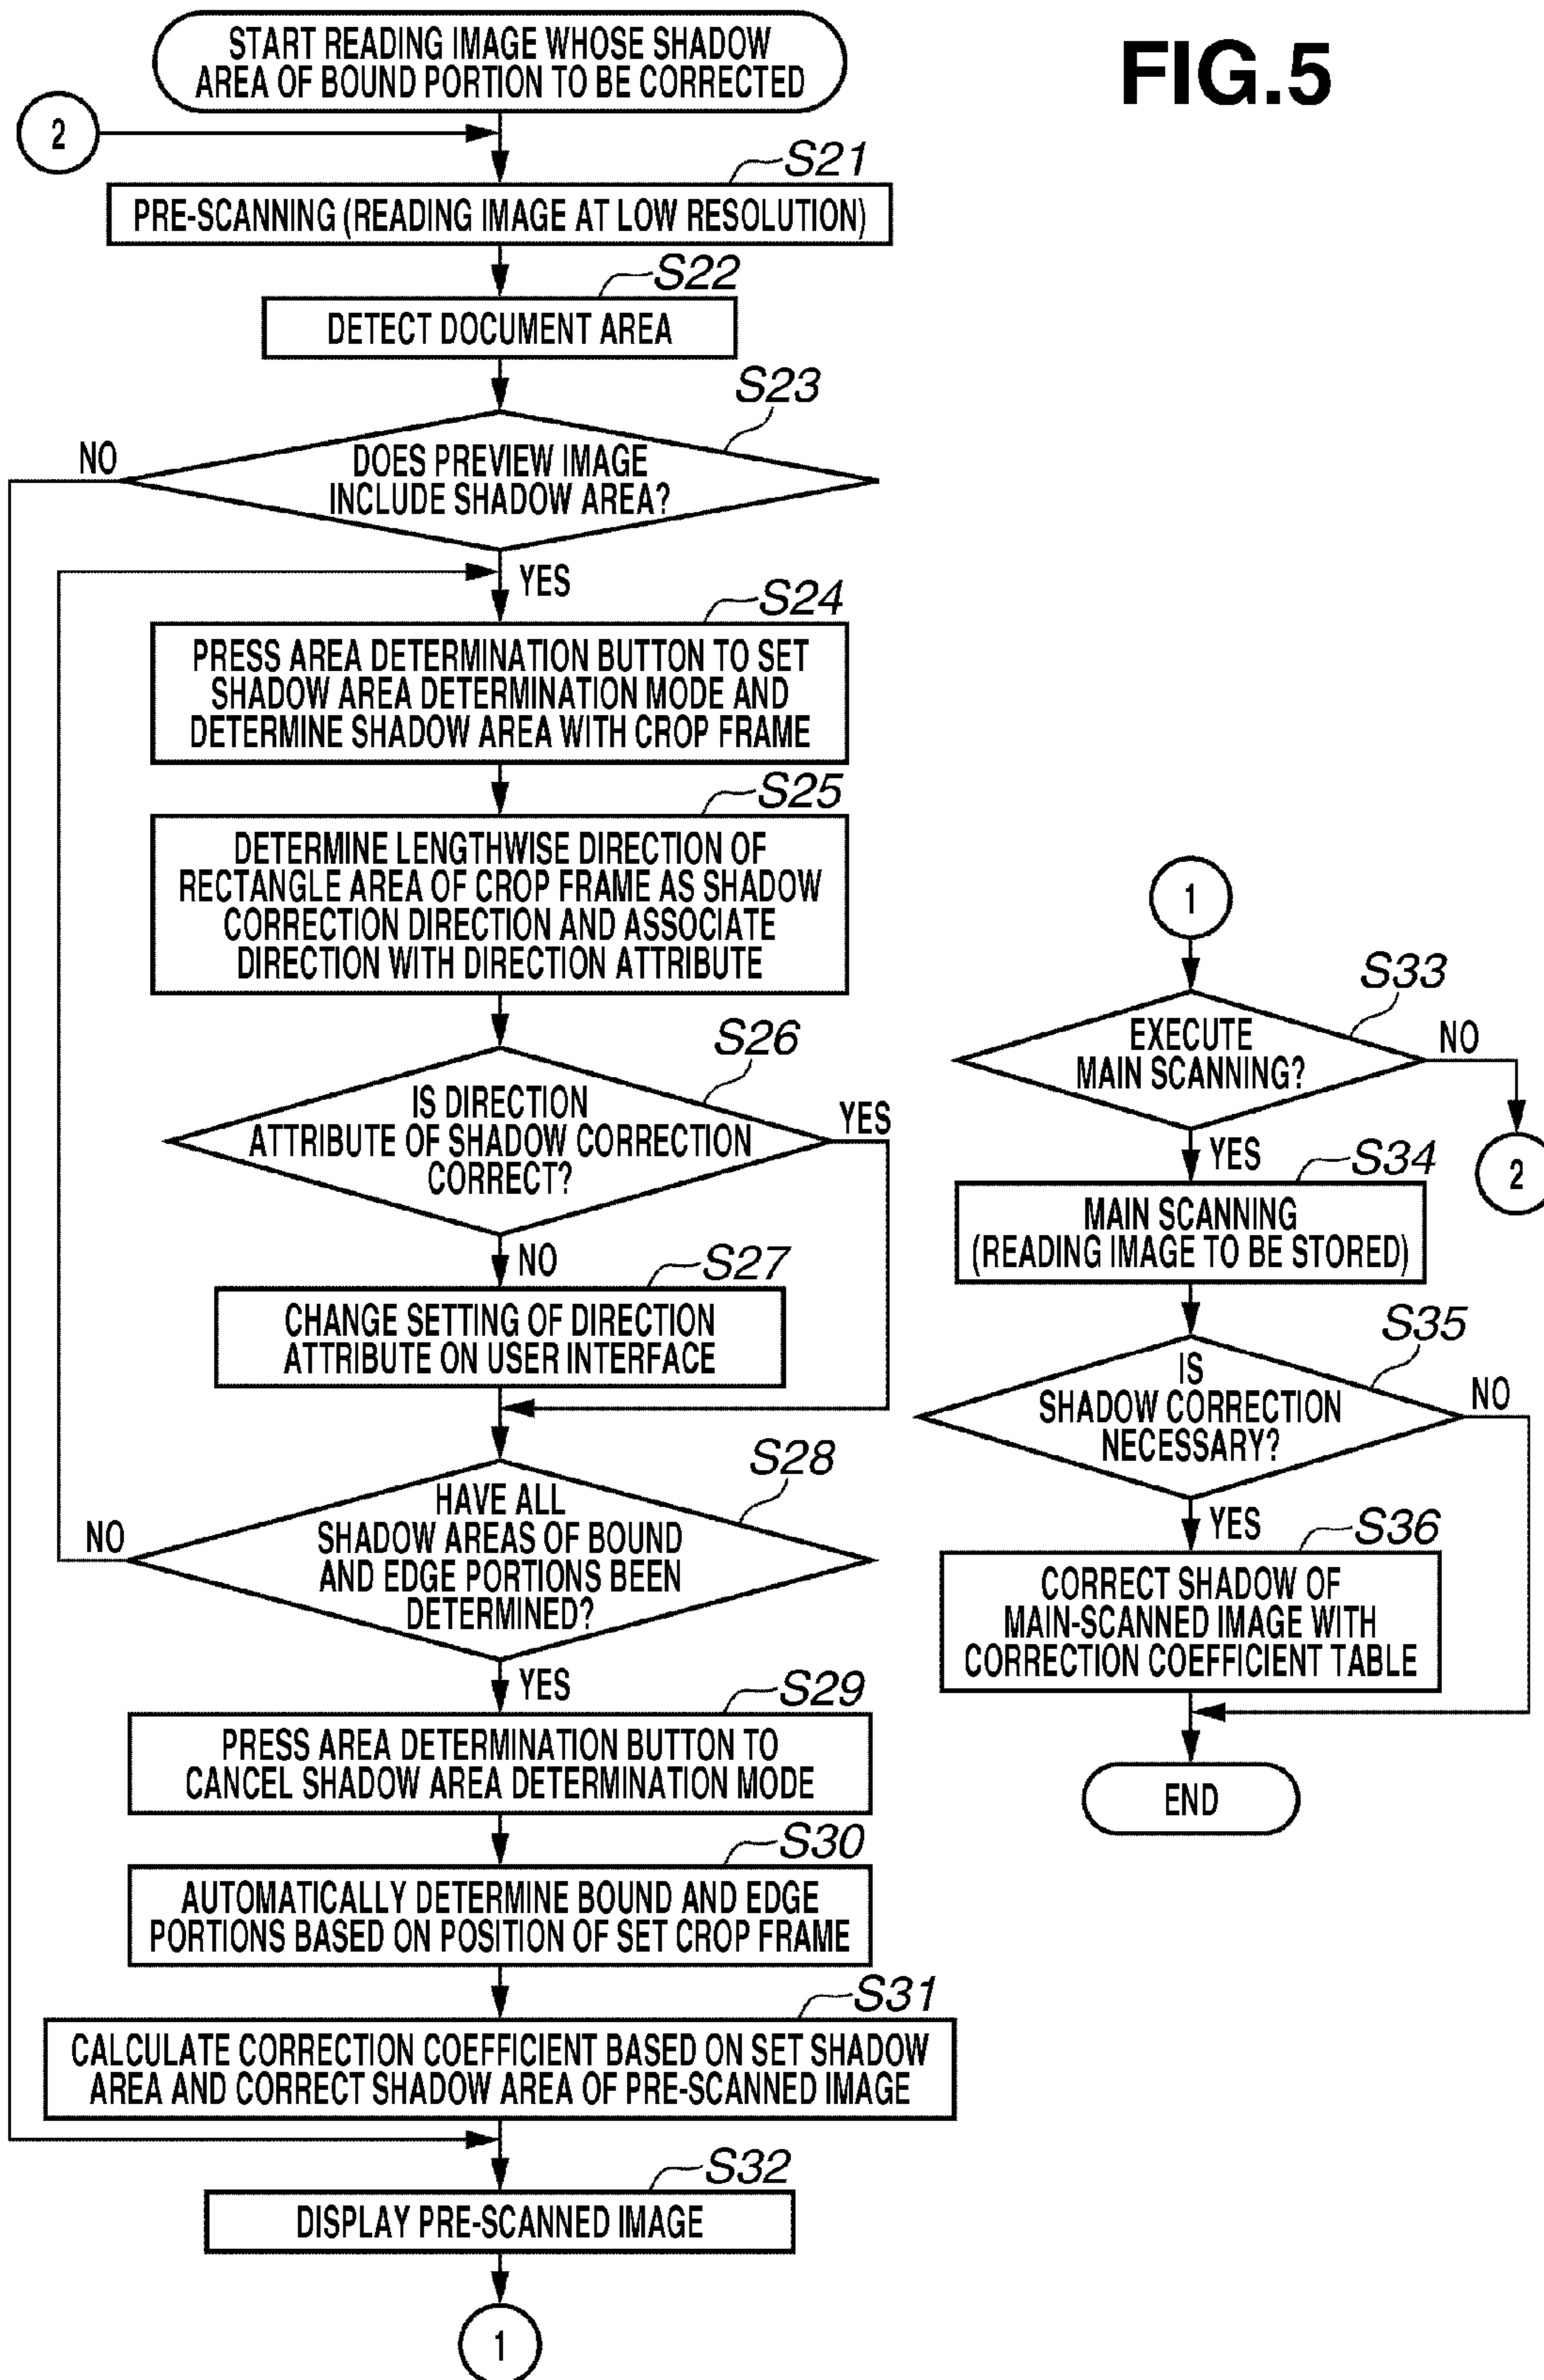 FIG.5
START READING IMAGE WHOSE SHADOW
AREA OF BOUND PORTION TO BE CORRECTED
2
S21
PRE-SCANNING (READING IMAGE AT LOW RESOLUTION)
S22
DETECT DOCUMENT AREA
S23
NO
DOES PREVIEW IMAGE
INCLUDE SHADOW AREA?
YES
S24
PRESS AREA DETERMINATION BUTTON TO SET
SHADOW AREA DETERMINATION MODE AND
DETERMINE SHADOW AREA WITH CROP FRAME
S25
DETERMINE LENGTHWISE DIRECTION OF
RECTANGLE AREA OF CROP FRAME AS SHADOW
CORRECTION DIRECTION AND ASSOCIATE
DIRECTION WITH DIRECTION ATTRIBUTE
S26
IS DIRECTION
ATTRIBUTE OF SHADOW CORRECTION
CORRECT?
YES
NO
S27
CHANGE SETTING OF DIRECTION
ATTRIBUTE ON USER INTERFACE
S28
HAVE ALL
SHADOW AREAS OF BOUND
AND EDGE PORTIONS BEEN
DETERMINED?
NO
YES
S29
PRESS AREA DETERMINATION BUTTON TO
CANCEL SHADOW AREA DETERMINATION MODE
S30
AUTOMATICALLY DETERMINE BOUND AND EDGE
PORTIONS BASED ON POSITION OF SET CROP FRAME
S31
CALCULATE CORRECTION COEFFICIENT BASED ON SET SHADOW
AREA AND CORRECT SHADOW AREA OF PRE-SCANNED IMAGE
S32
DISPLAY PRE-SCANNED IMAGE
1
1
S33
EXECUTE
MAIN SCANNING?
NO
2
YES
S34
MAIN SCANNING
(READING IMAGE TO BE STORED)
S35
IS
SHADOW CORRECTION
NECESSARY?
NO
YES
S36
CORRECT SHADOW OF
MAIN-SCANNED IMAGE WITH
CORRECTION COEFFICIENT TABLE
END